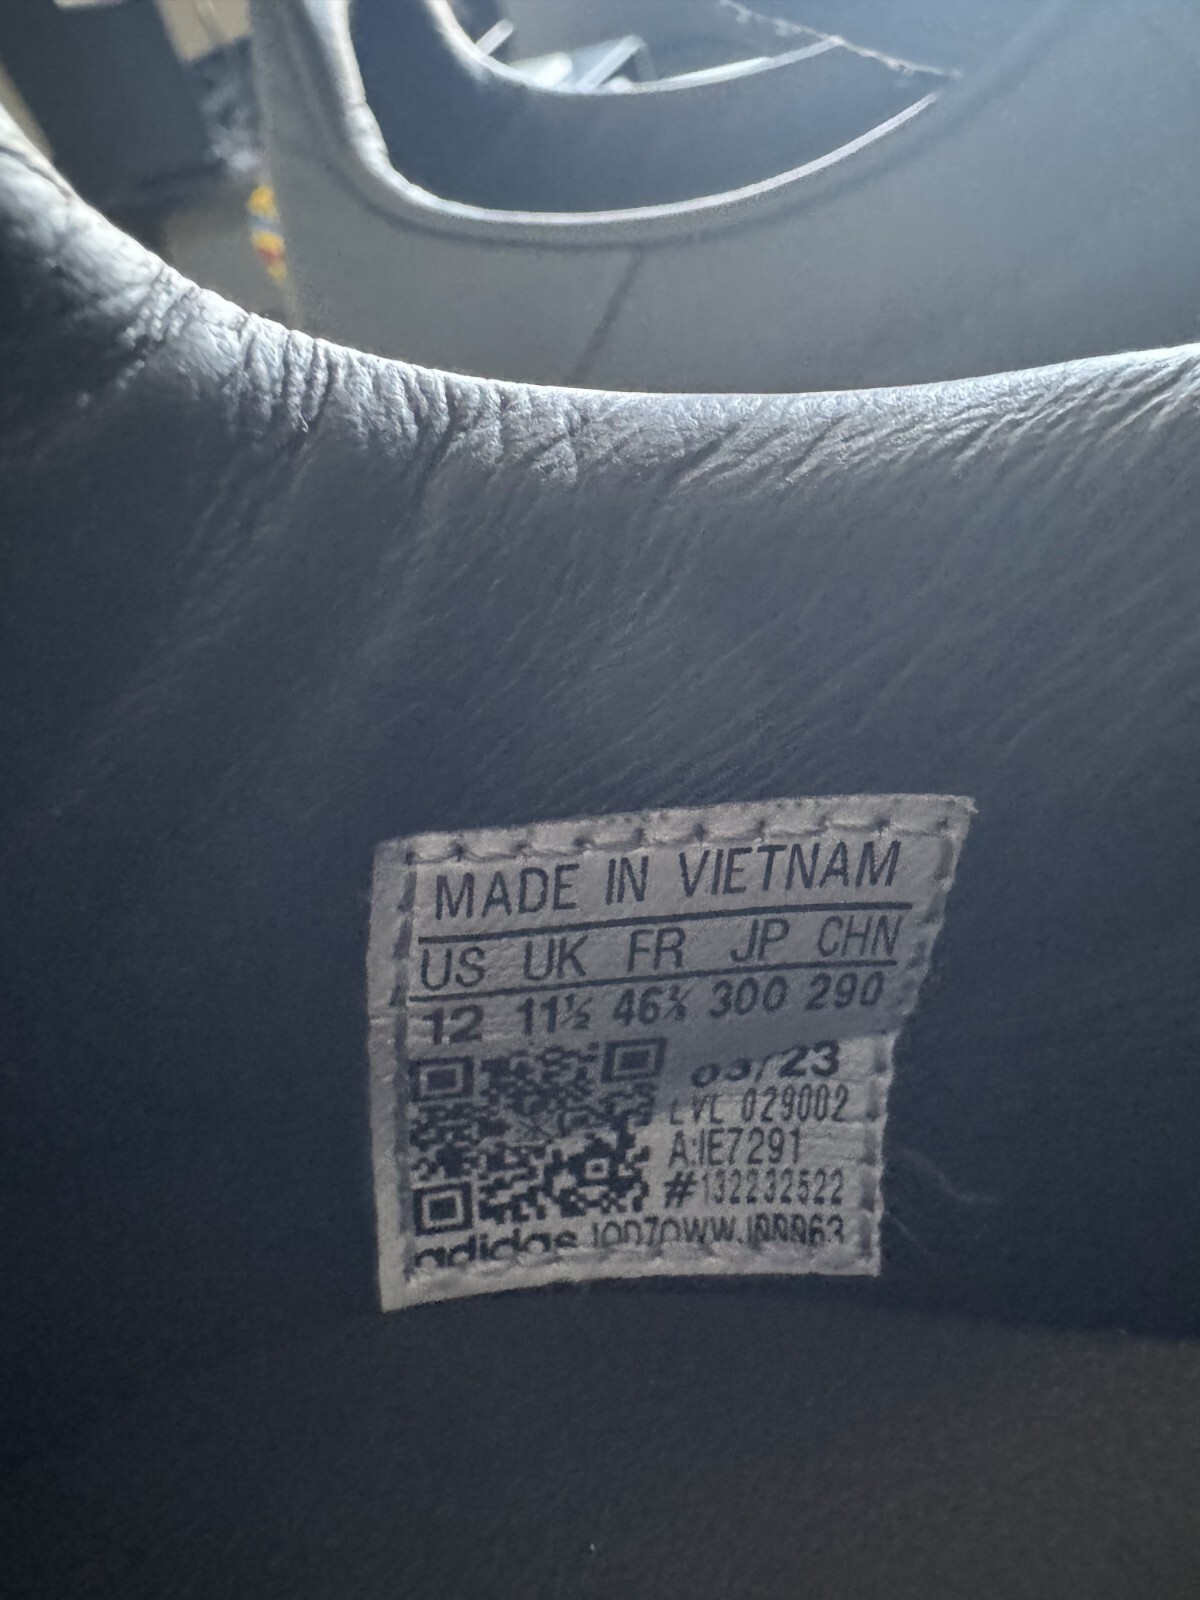 MADE IN VIETNAM
US UK FR JP CHN
12 11½ 46⅔ 300 290
LVL 029002
A:IE7291
#132232522
adidas